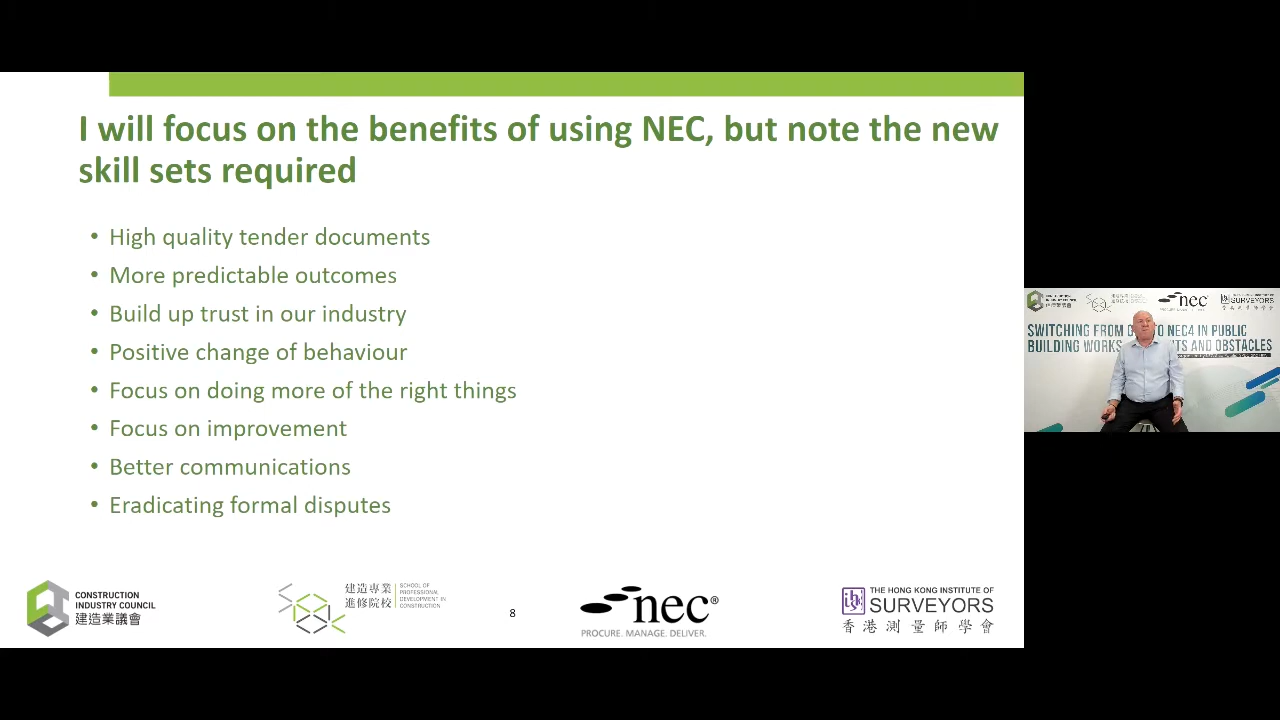 I will focus on the benefits of using NEC, but note the new
skill sets required
• High quality tender documents
• More predictable outcomes
• Build up trust in our industry
• Positive change of behaviour
• Focus on doing more of the right things
• Focus on improvement
• Better communications
• Eradicating formal disputes
CONSTRUCTION
INDUSTRY COUNCIL
建造業議會
建造專業
進修院校
SCHOOL OF
PROFESSIONAL
DEVELOPMENT IN
CONSTRUCTION
8
nec®
PROCURE. MANAGE. DELIVER.
THE HONG KONG INSTITUTE OF
SURVEYORS
香港測量師學會
nec
SURVEYORS
SWITCHING FROM TO NEC4 IN PUBLIC
BUILDING WORKS AND OBSTACLES